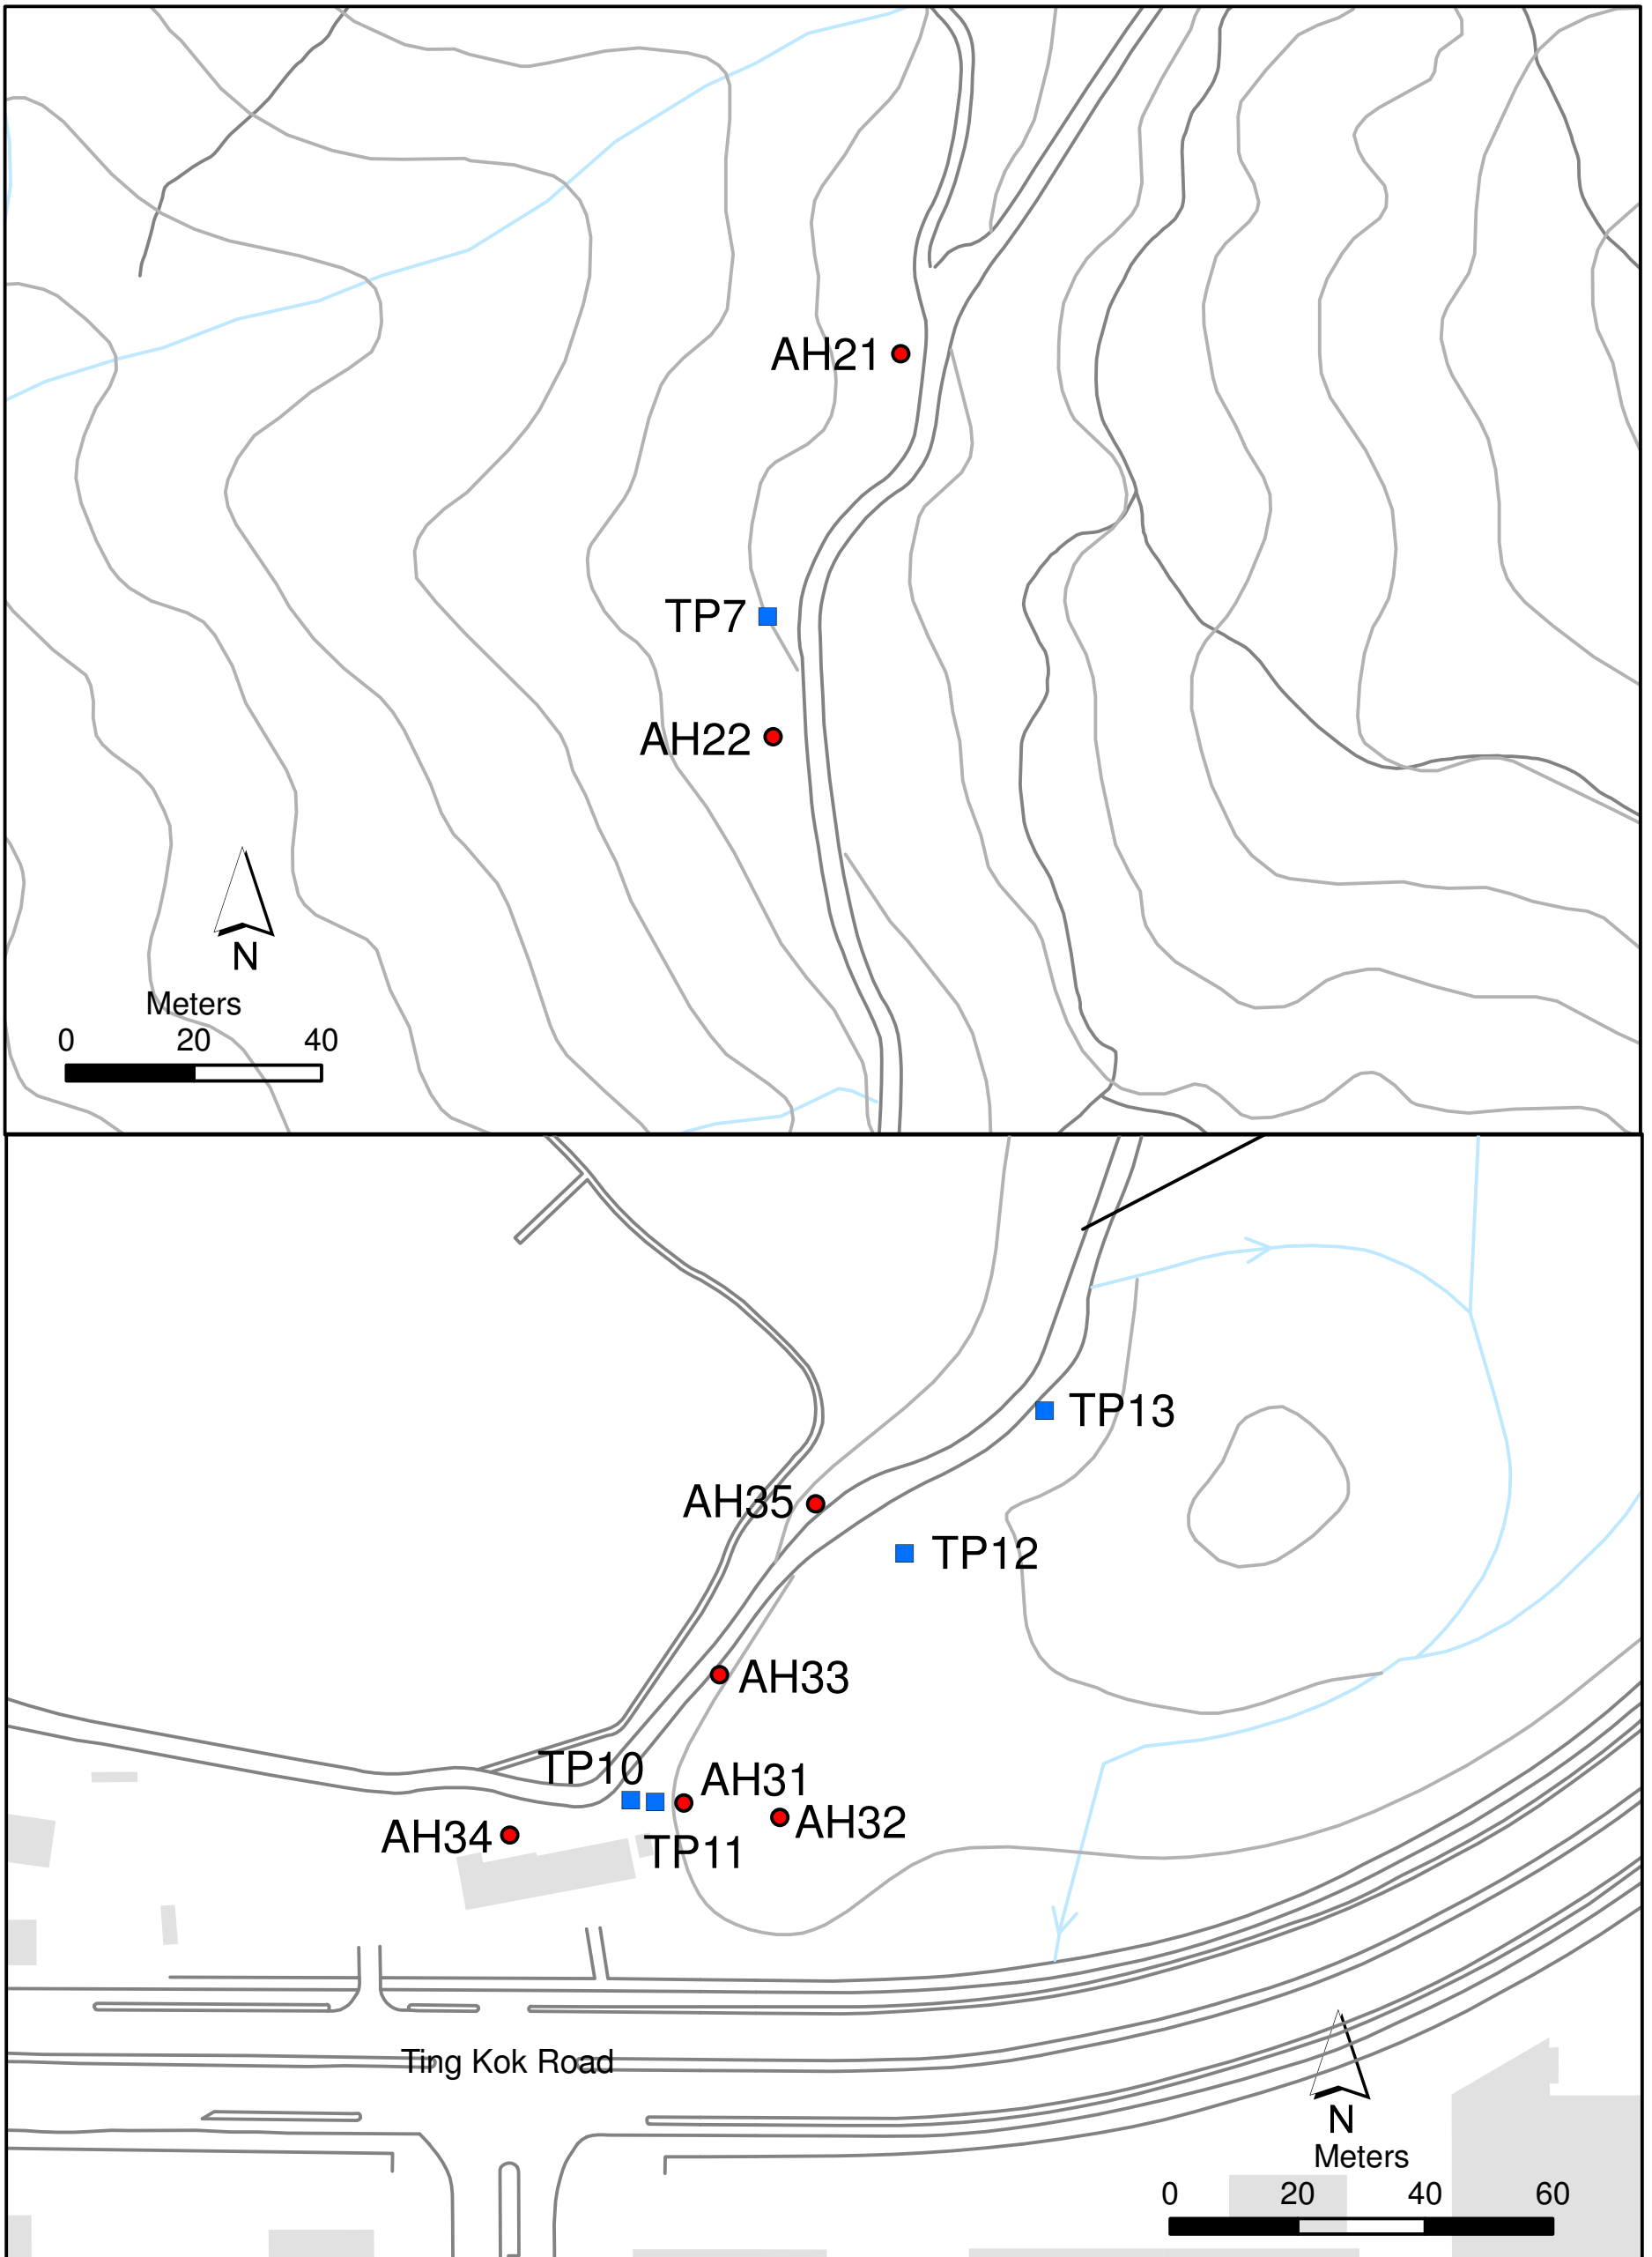 AH21
TP7
AH22
N
Meters
0 20 40
TP13
AH35
TP12
AH33
TP10
AH31
AH32
AH34
TP11
Ting Kok Road
N
Meters
0 20 40 60